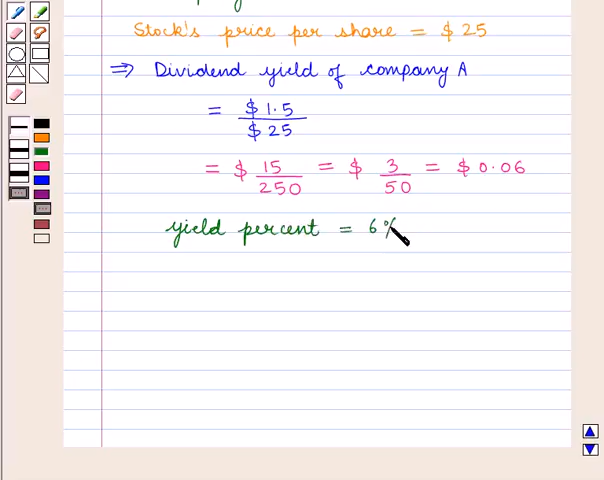 Stock's price per share = $ 25
⇒ Dividend yield of company A
= $ 1.5 / $ 25
= $ 15/250 = $ 3/50 = $ 0.06
yield percent = 6%